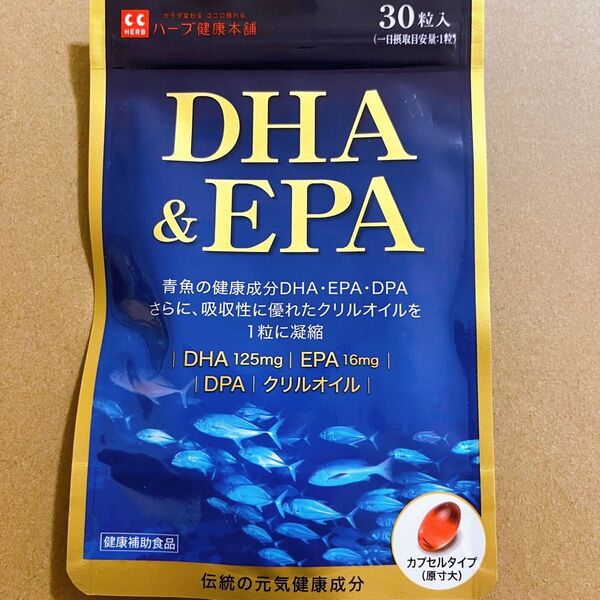 CC
HERB
カラダ変わる ココロ晴れる
ハーブ健康本舗
30粒入
(一日摂取目安量:1粒)
DHA
&EPA
青魚の健康成分DHA・EPA・DPA
さらに、吸収性に優れたクリルオイルを
1粒に凝縮
| DHA 125mg | EPA 16mg |
| DPA | クリルオイル |
健康補助食品
カプセルタイプ
(原寸大)
伝統の元気健康成分